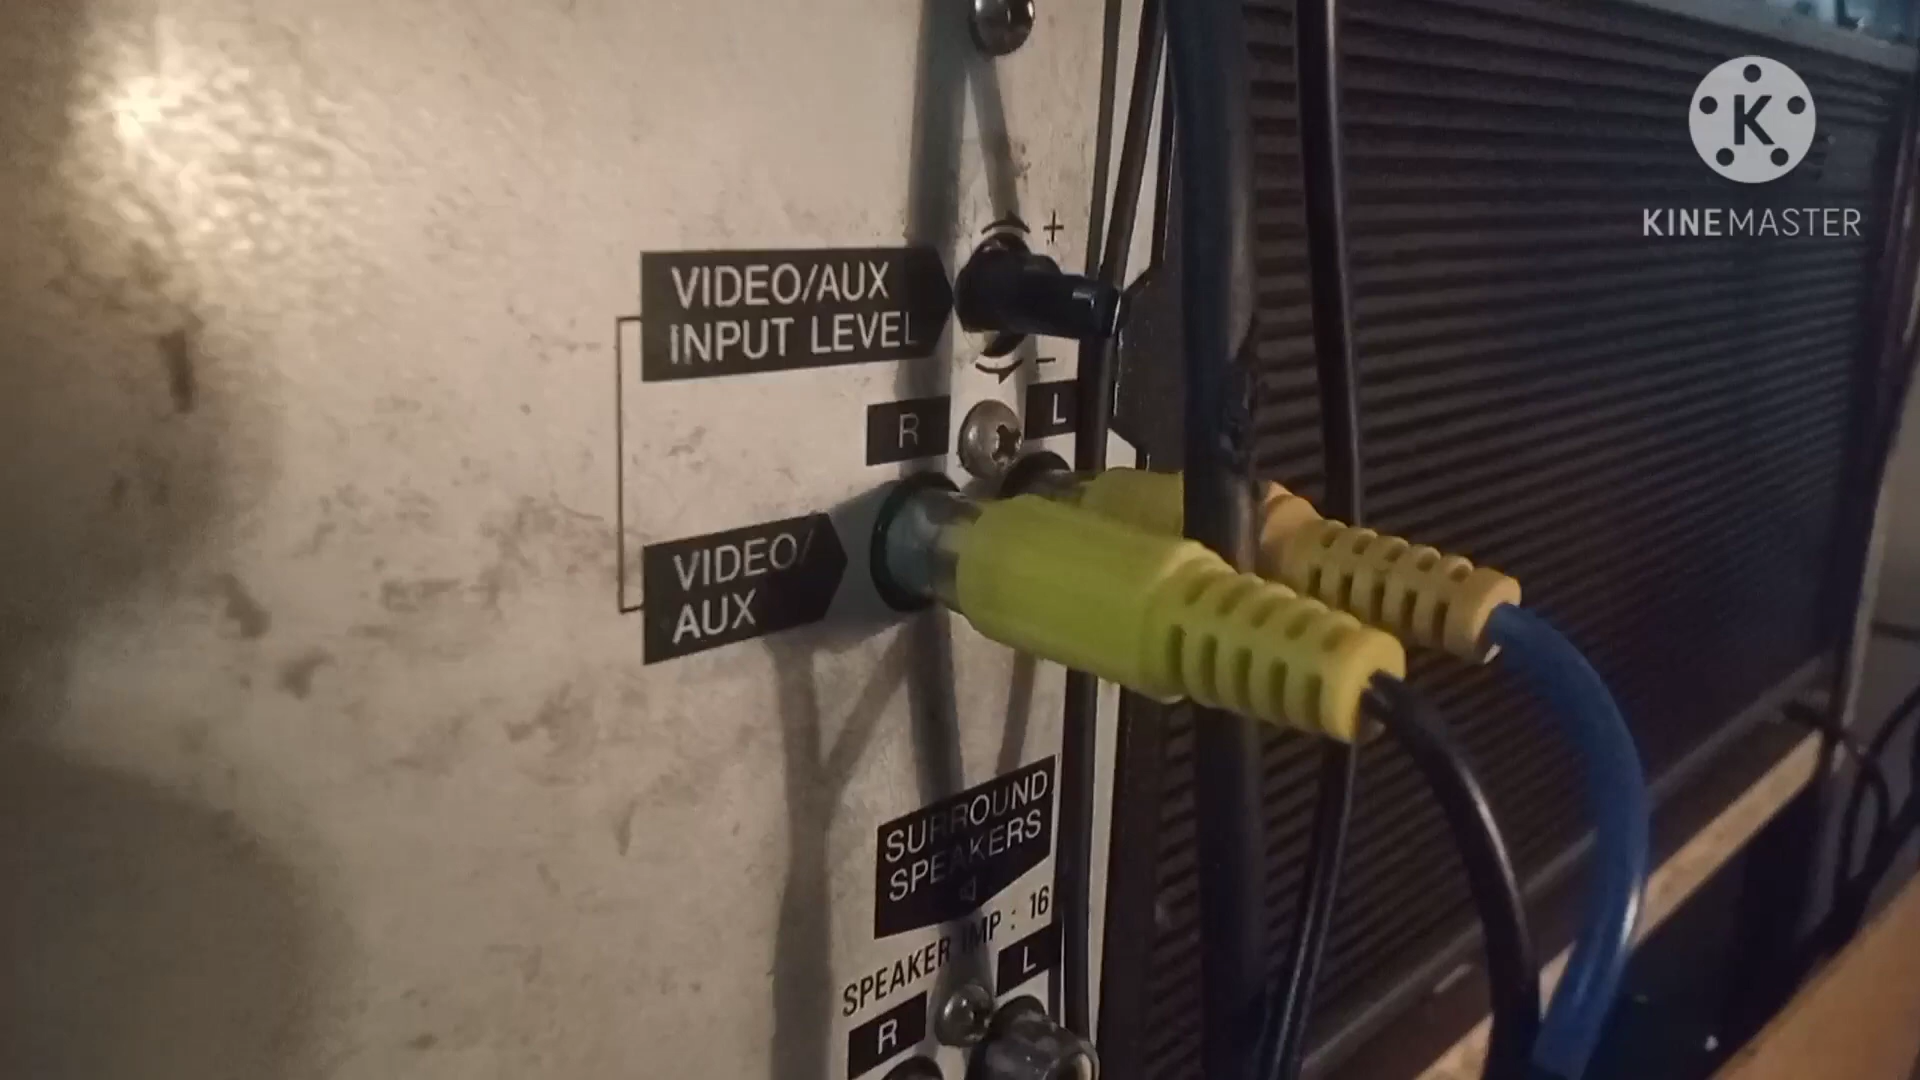 K
KINEMASTER
+
VIDEO/AUX
INPUT LEVEL
-
R L
VIDEO/
AUX
SURROUND
SPEAKERS
SPEAKER IMP : 16
L
R